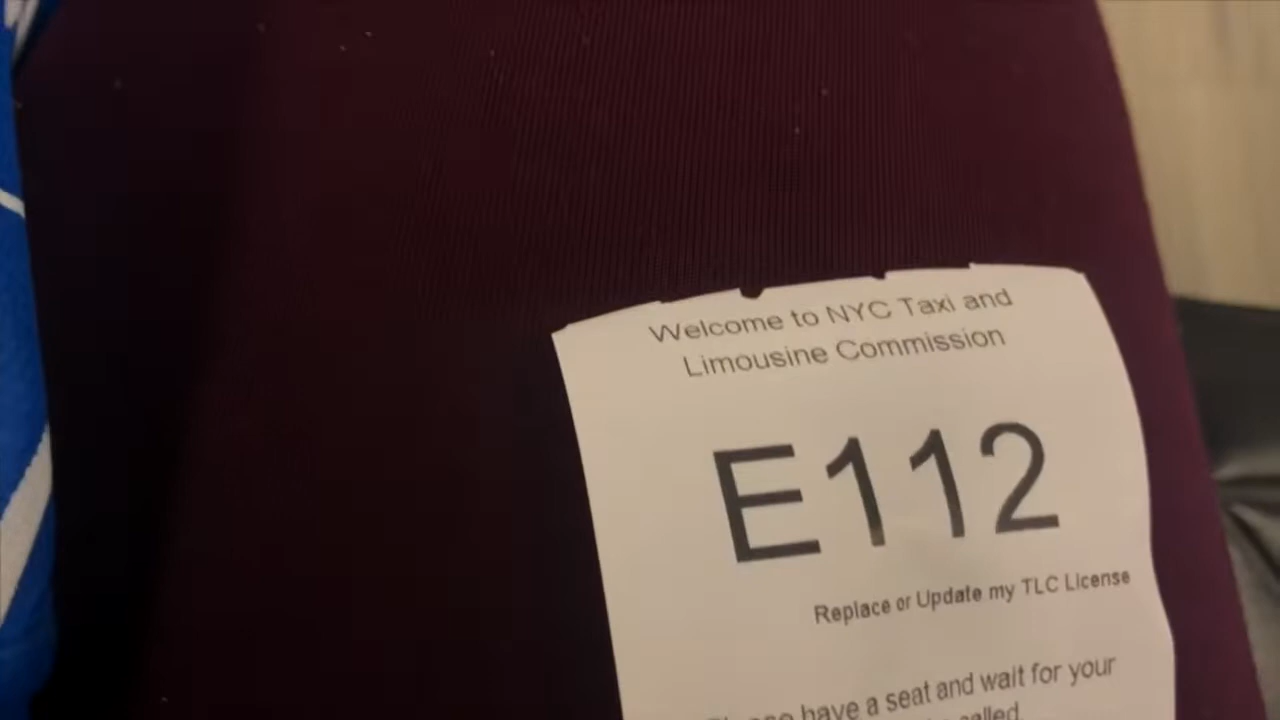 Welcome to NYC Taxi and
Limousine Commission
E112
Replace or Update my TLC License
have a seat and wait for your
called.